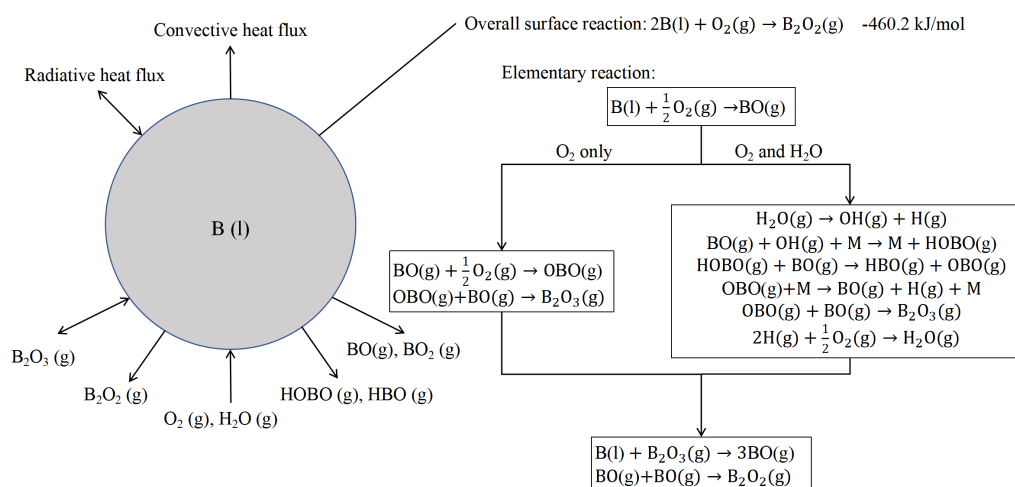 Convective heat flux
Radiative heat flux
B (l)
B₂O₃ (g)
B₂O₂ (g)
O₂ (g), H₂O (g)
HOBO (g), HBO (g)
BO(g), BO₂ (g)
Overall surface reaction: 2B(l) + O₂(g) → B₂O₂(g) -460.2 kJ/mol
Elementary reaction:
B(l) + 1/2 O₂(g) →BO(g)
O₂ only
O₂ and H₂O
BO(g) + 1/2 O₂(g) → OBO(g)
OBO(g)+BO(g) → B₂O₃(g)
H₂O(g) → OH(g) + H(g)
BO(g) + OH(g) + M → M + HOBO(g)
HOBO(g) + BO(g) → HBO(g) + OBO(g)
OBO(g)+M → BO(g) + H(g) + M
OBO(g) + BO(g) → B₂O₃(g)
2H(g) + 1/2 O₂(g) → H₂O(g)
B(l) + B₂O₃(g) → 3BO(g)
BO(g)+BO(g) → B₂O₂(g)